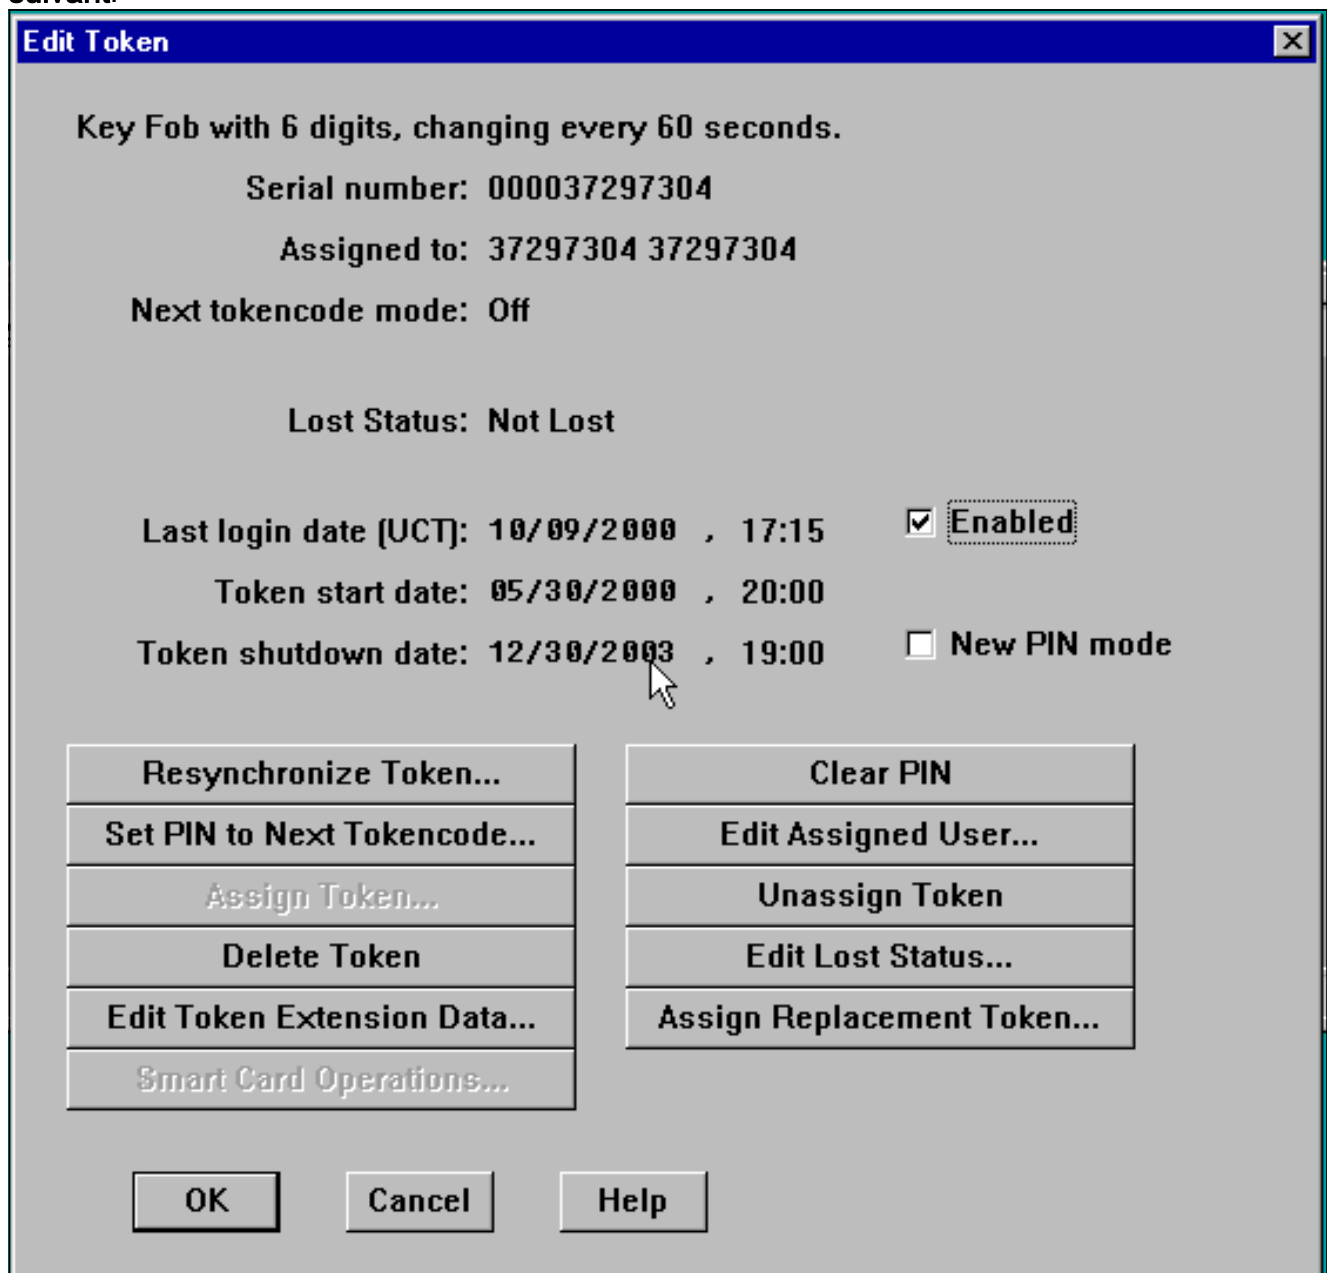 suivant:
Edit Token
Key Fob with 6 digits, changing every 60 seconds.
Serial number: 000037297304
Assigned to: 37297304 37297304
Next tokencode mode: Off
Lost Status: Not Lost
Last login date (UCT): 10/09/2000 , 17:15 Enabled
Token start date: 05/30/2000 , 20:00
Token shutdown date: 12/30/2003 , 19:00 New PIN mode
Resynchronize Token... Clear PIN
Set PIN to Next Tokencode... Edit Assigned User...
Assign Token... Unassign Token
Delete Token Edit Lost Status...
Edit Token Extension Data... Assign Replacement Token...
Smart Card Operations...
OK Cancel Help